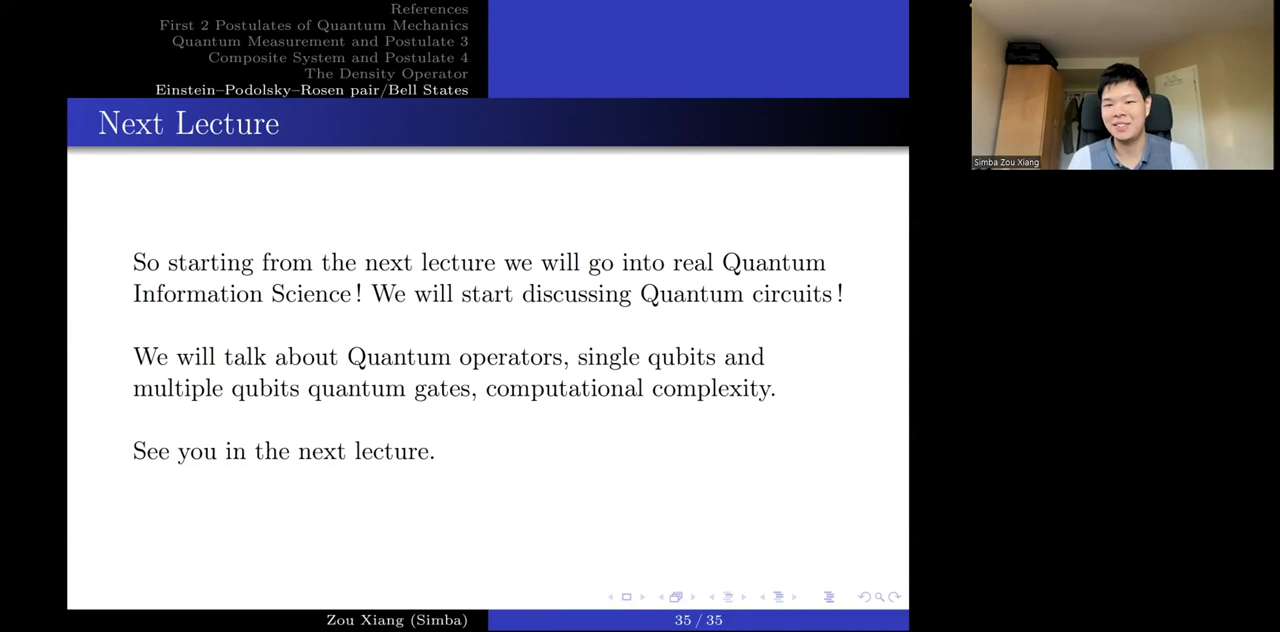 References
First 2 Postulates of Quantum Mechanics
Quantum Measurement and Postulate 3
Composite System and Postulate 4
The Density Operator
Einstein–Podolsky–Rosen pair/Bell States
Next Lecture
So starting from the next lecture we will go into real Quantum
Information Science! We will start discussing Quantum circuits!
We will talk about Quantum operators, single qubits and
multiple qubits quantum gates, computational complexity.
See you in the next lecture.
Zou Xiang (Simba)
35 / 35
Simba Zou Xiang